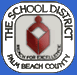 THE SCHOOL DISTRICT
PALM BEACH COUNTY